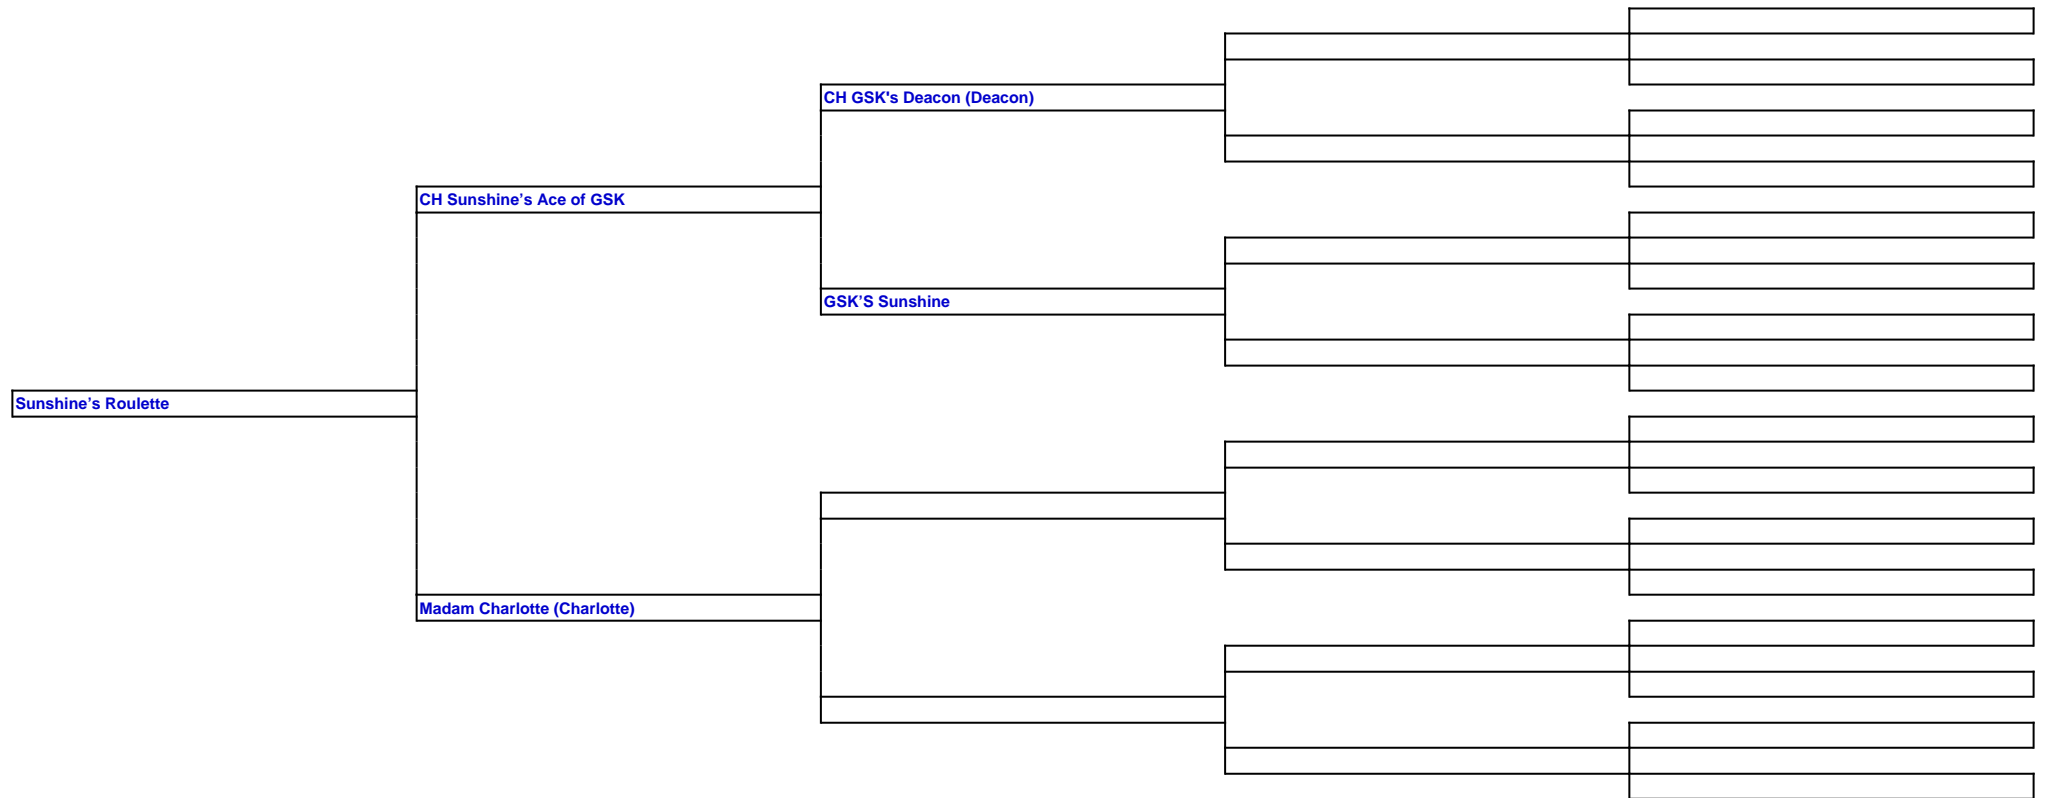 CH GSK's Deacon (Deacon)
CH Sunshine’s Ace of GSK
GSK’S Sunshine
Sunshine’s Roulette
Madam Charlotte (Charlotte)